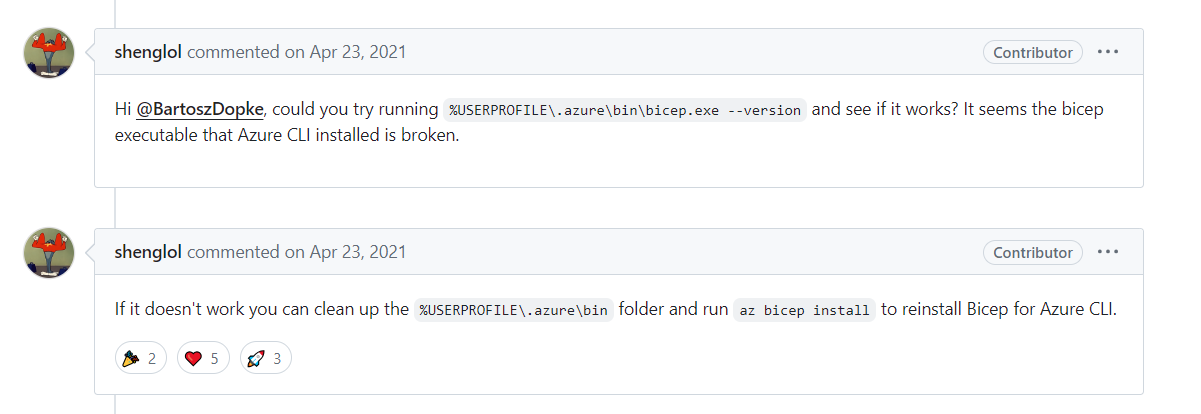 shenglol commented on Apr 23, 2021 Contributor
Hi @BartoszDopke, could you try running %USERPROFILE\.azure\bin\bicep.exe --version and see if it works? It seems the bicep
executable that Azure CLI installed is broken.
shenglol commented on Apr 23, 2021 Contributor
If it doesn't work you can clean up the %USERPROFILE\.azure\bin folder and run az bicep install to reinstall Bicep for Azure CLI.
2 5 3